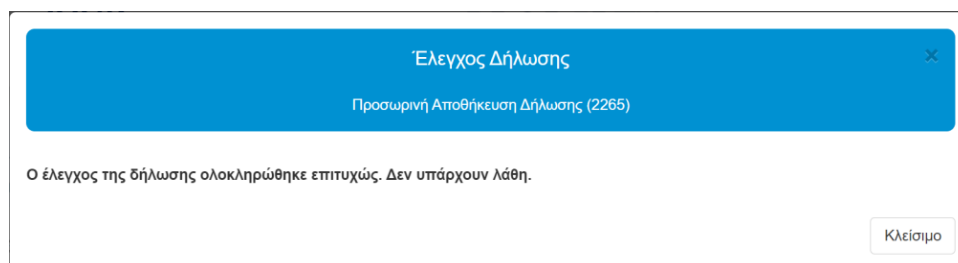 Έλεγχος Δήλωσης
×
Προσωρινή Αποθήκευση Δήλωσης (2265)
Ο έλεγχος της δήλωσης ολοκληρώθηκε επιτυχώς. Δεν υπάρχουν λάθη.
Κλείσιμο